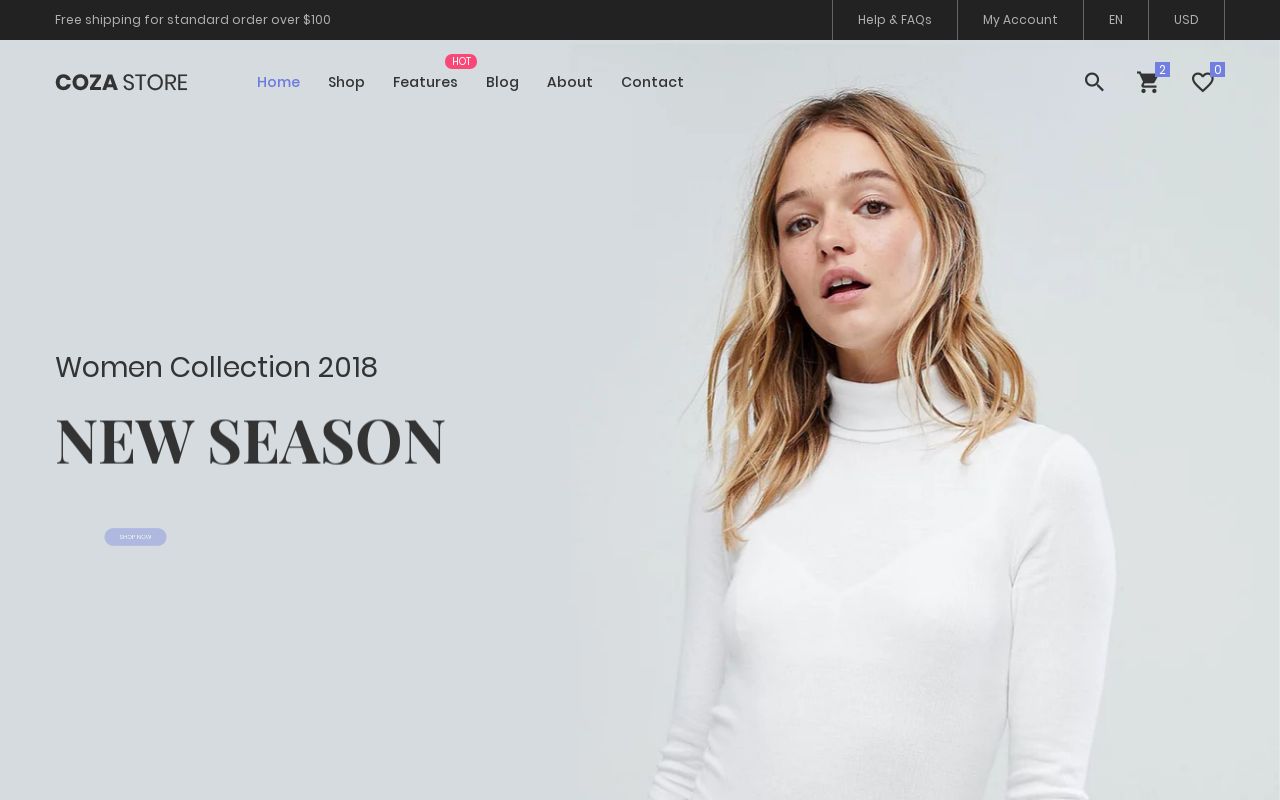 Free shipping for standard order over $100
Help & FAQs
My Account
EN
USD
COZA STORE
Home
Shop
Features
HOT
Blog
About
Contact
2
0
Women Collection 2018
NEW SEASON
SHOP NOW